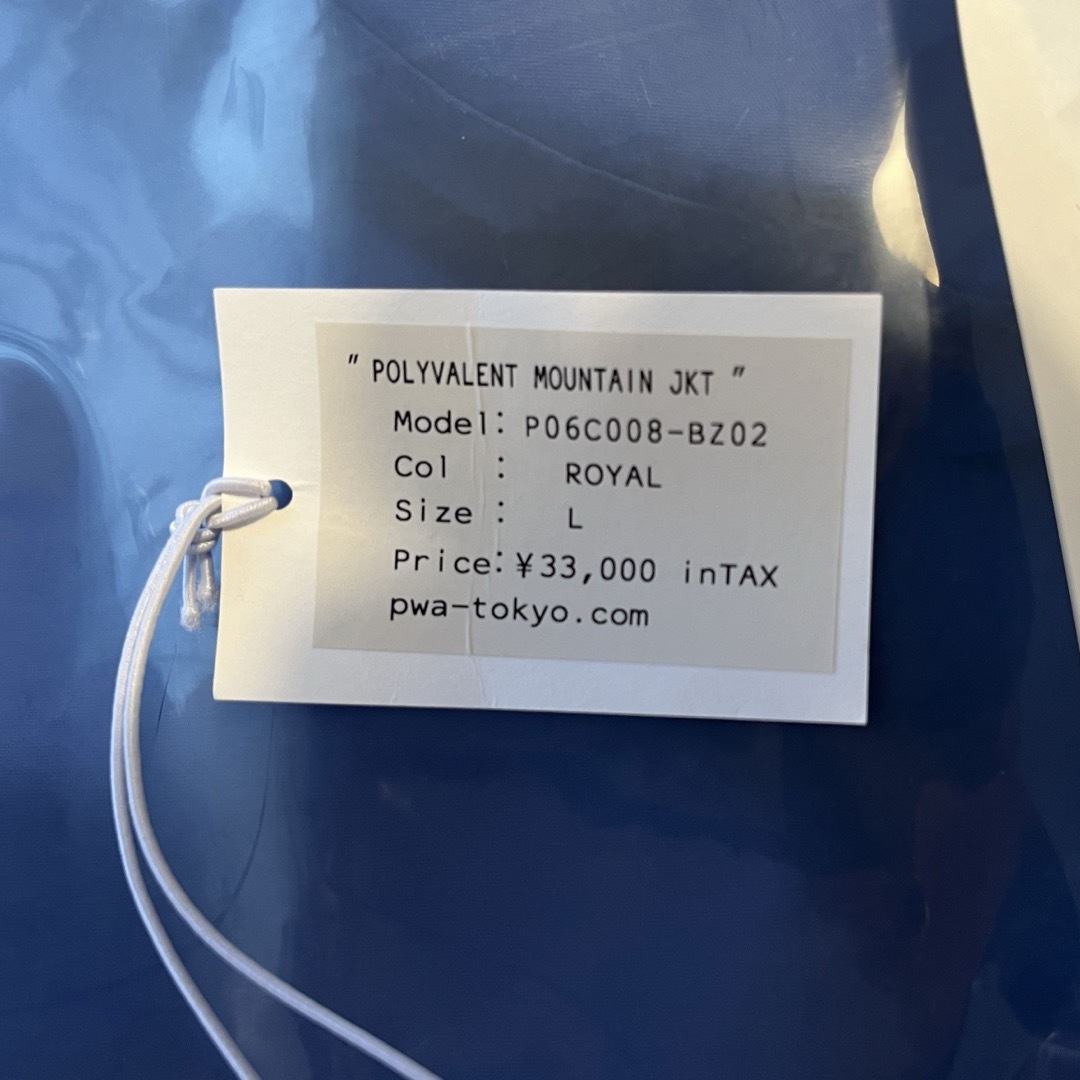 " POLYVALENT MOUNTAIN JKT "
Model: P06C008-BZ02
Col : ROYAL
Size : L
Price:¥33,000 inTAX
pwa-tokyo.com